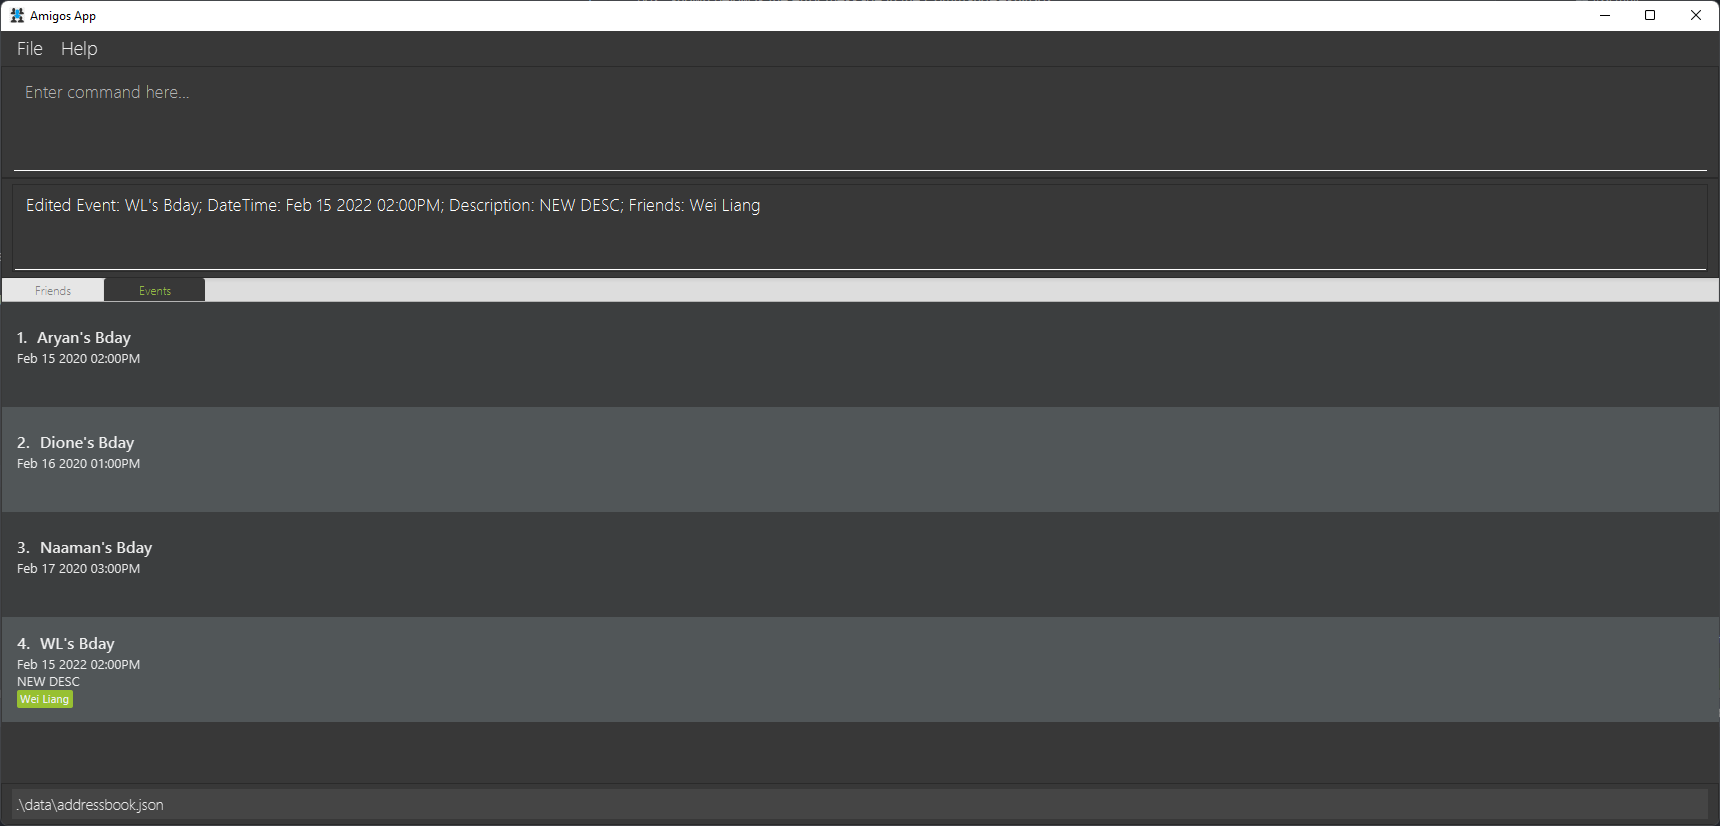 Amigos App
File Help
Enter command here...
Edited Event: WL's Bday; DateTime: Feb 15 2022 02:00PM; Description: NEW DESC; Friends: Wei Liang
Friends Events
1. Aryan's Bday
Feb 15 2020 02:00PM
2. Dione's Bday
Feb 16 2020 01:00PM
3. Naaman's Bday
Feb 17 2020 03:00PM
4. WL's Bday
Feb 15 2022 02:00PM
NEW DESC
Wei Liang
.\data\addressbook.json